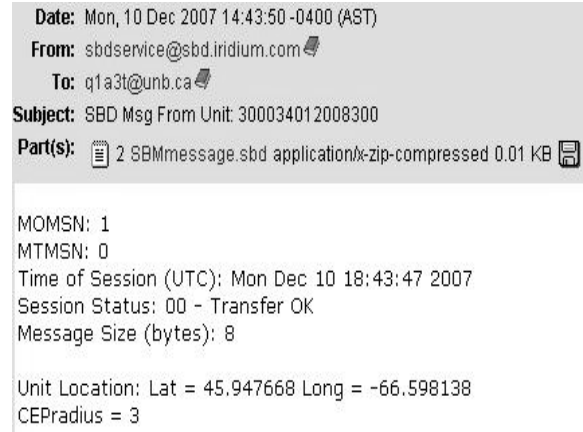 Date: Mon, 10 Dec 2007 14:43:50 -0400 (AST)
From: sbdservice@sbd.iridium.com
To: q1a3t@unb.ca
Subject: SBD Msg From Unit: 300034012008300
Part(s): 2 SBMmessage.sbd application/x-zip-compressed 0.01 KB
MOMSN: 1
MTMSN: 0
Time of Session (UTC): Mon Dec 10 18:43:47 2007
Session Status: 00 - Transfer OK
Message Size (bytes): 8
Unit Location: Lat = 45.947668 Long = -66.598138
CEPradius = 3